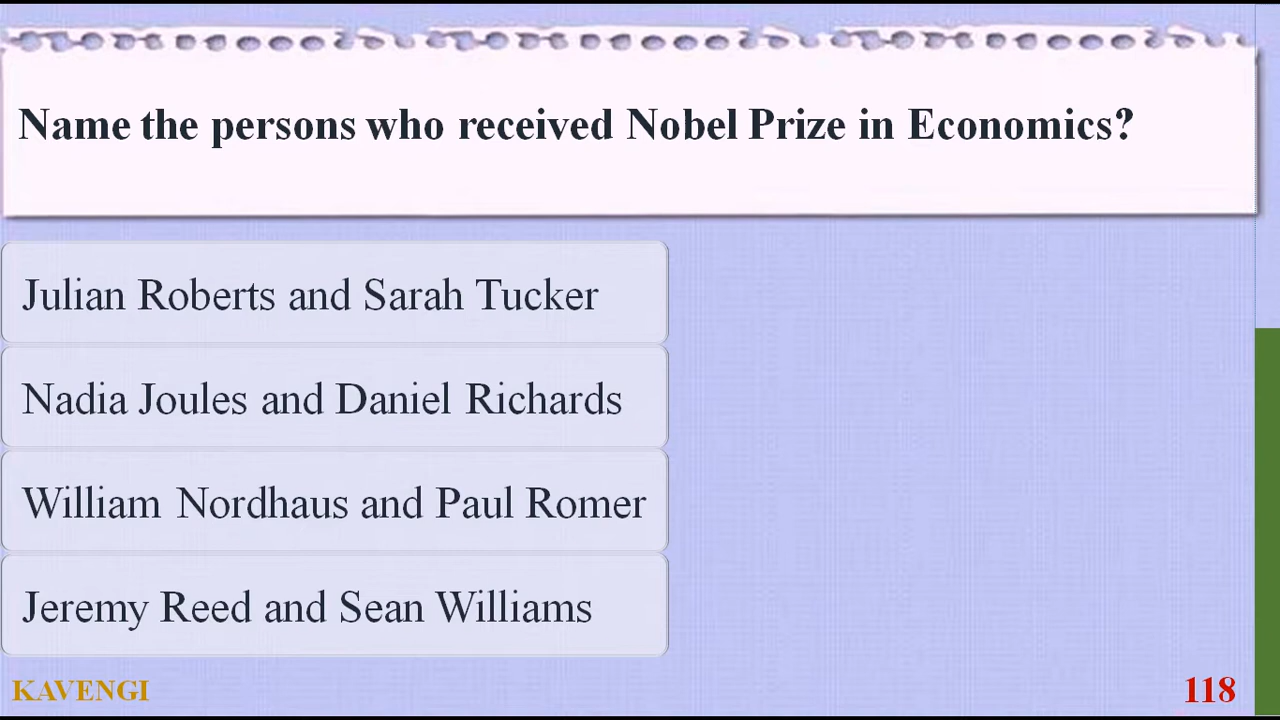 Name the persons who received Nobel Prize in Economics?
Julian Roberts and Sarah Tucker
Nadia Joules and Daniel Richards
William Nordhaus and Paul Romer
Jeremy Reed and Sean Williams
KAVENGI
118